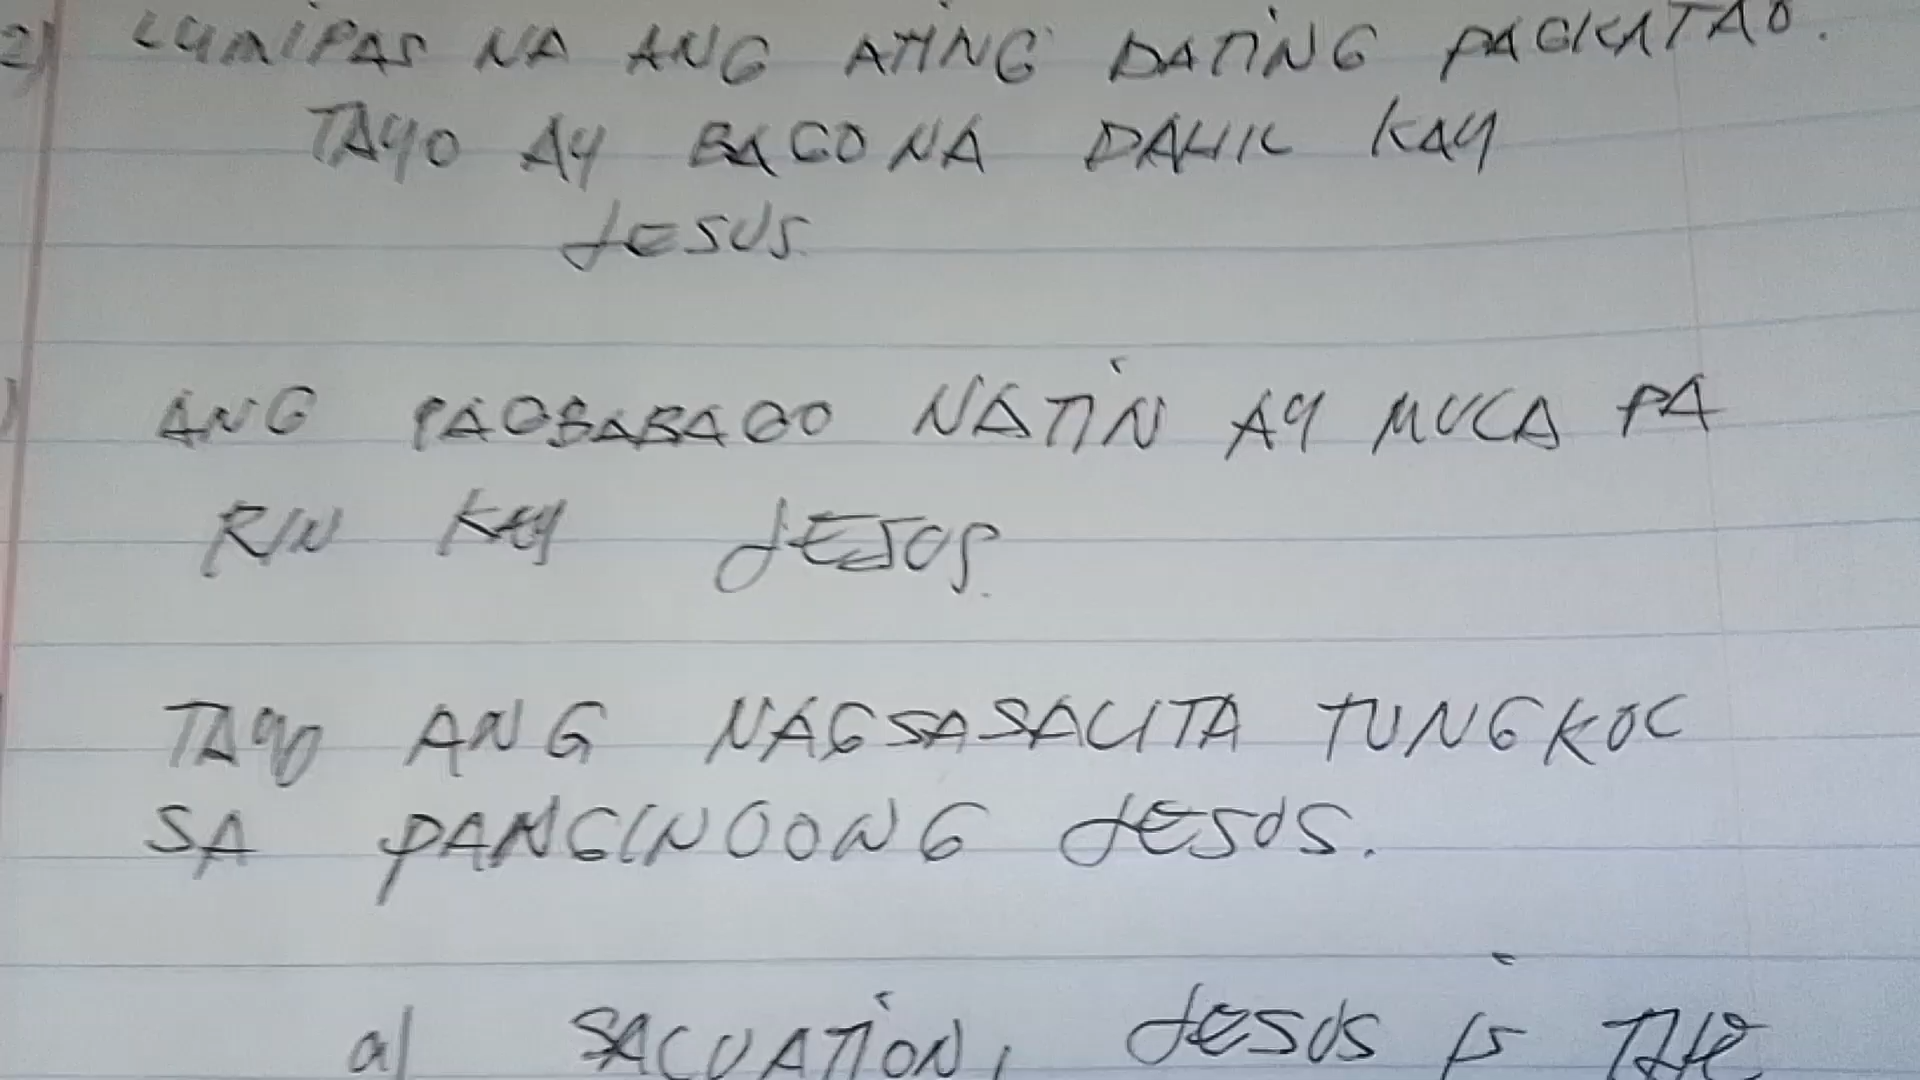 2) LUMIPAS NA ANG ATING DATING PAGKATAO.
TAYO AY BAGO NA DAHIL KAY
JESUS.
) ANG PAGBABAGO NATIN AY MULA PA
RIN KAY JESUS.
TAYO ANG NAGSASALITA TUNGKOL
SA PANGINOONG JESUS.
a) SALVATION, JESUS is THE